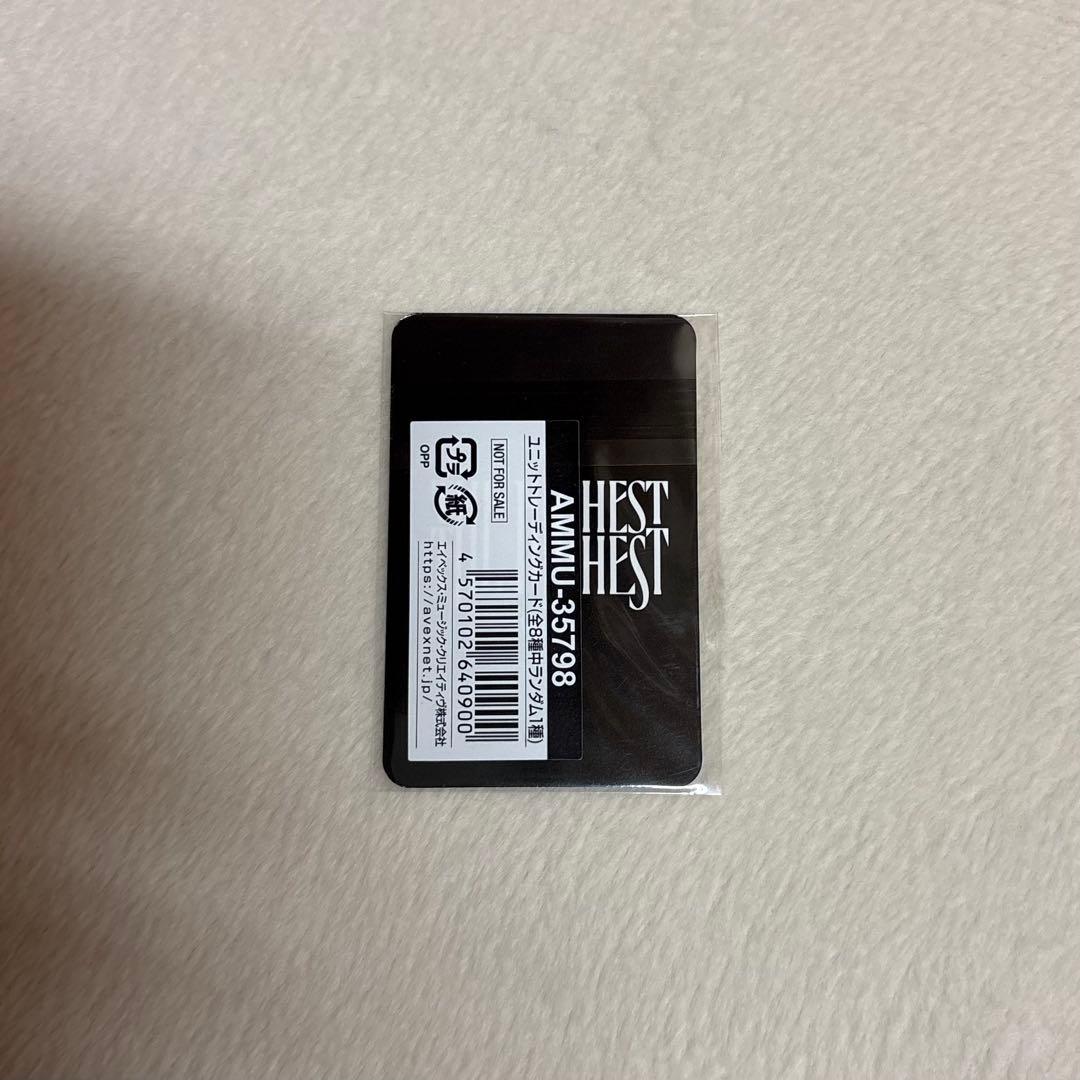 HEST
HEST
AMMU-35798
ユニットトレーディングカード(全8種中ランダム1種)
NOT FOR SALE
プラ
紙
OPP
4 570102 640900
エイベックス・ミュージック・クリエイティヴ株式会社
https://avexnet.jp/